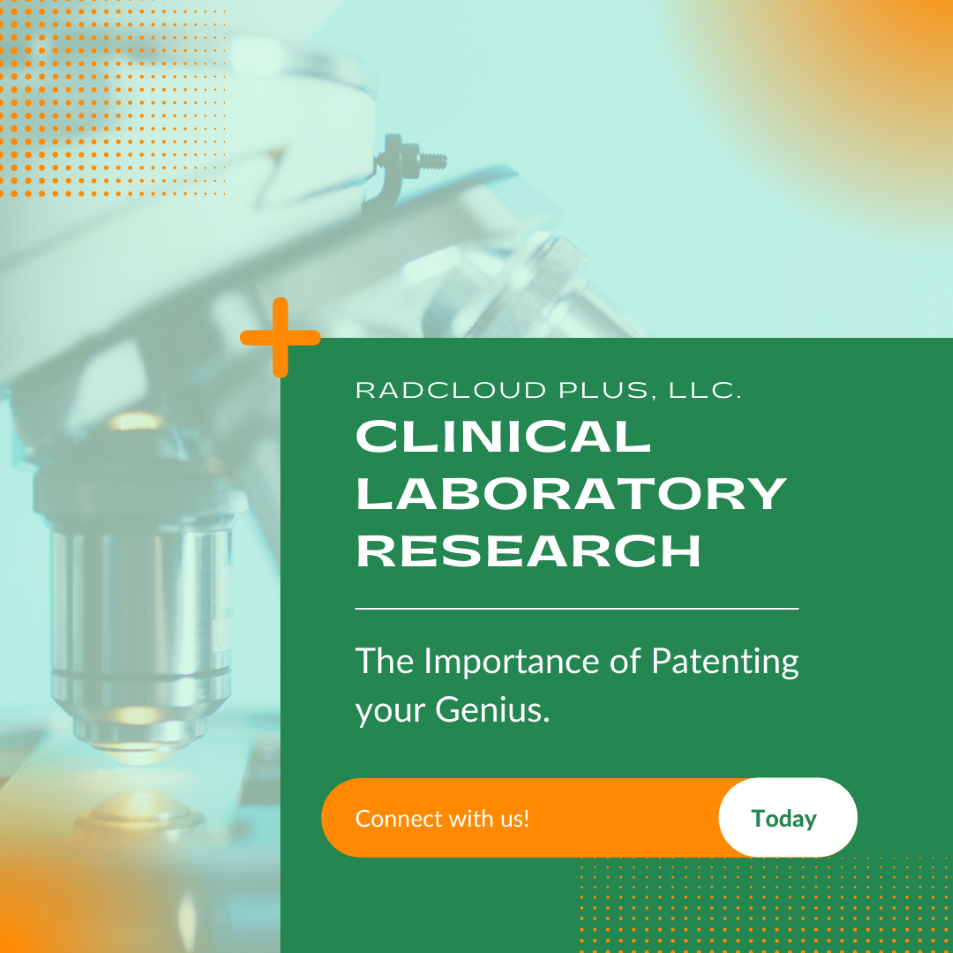 RADCLOUD PLUS, LLC.
CLINICAL
LABORATORY
RESEARCH
The Importance of Patenting
your Genius.
Connect with us!
Today